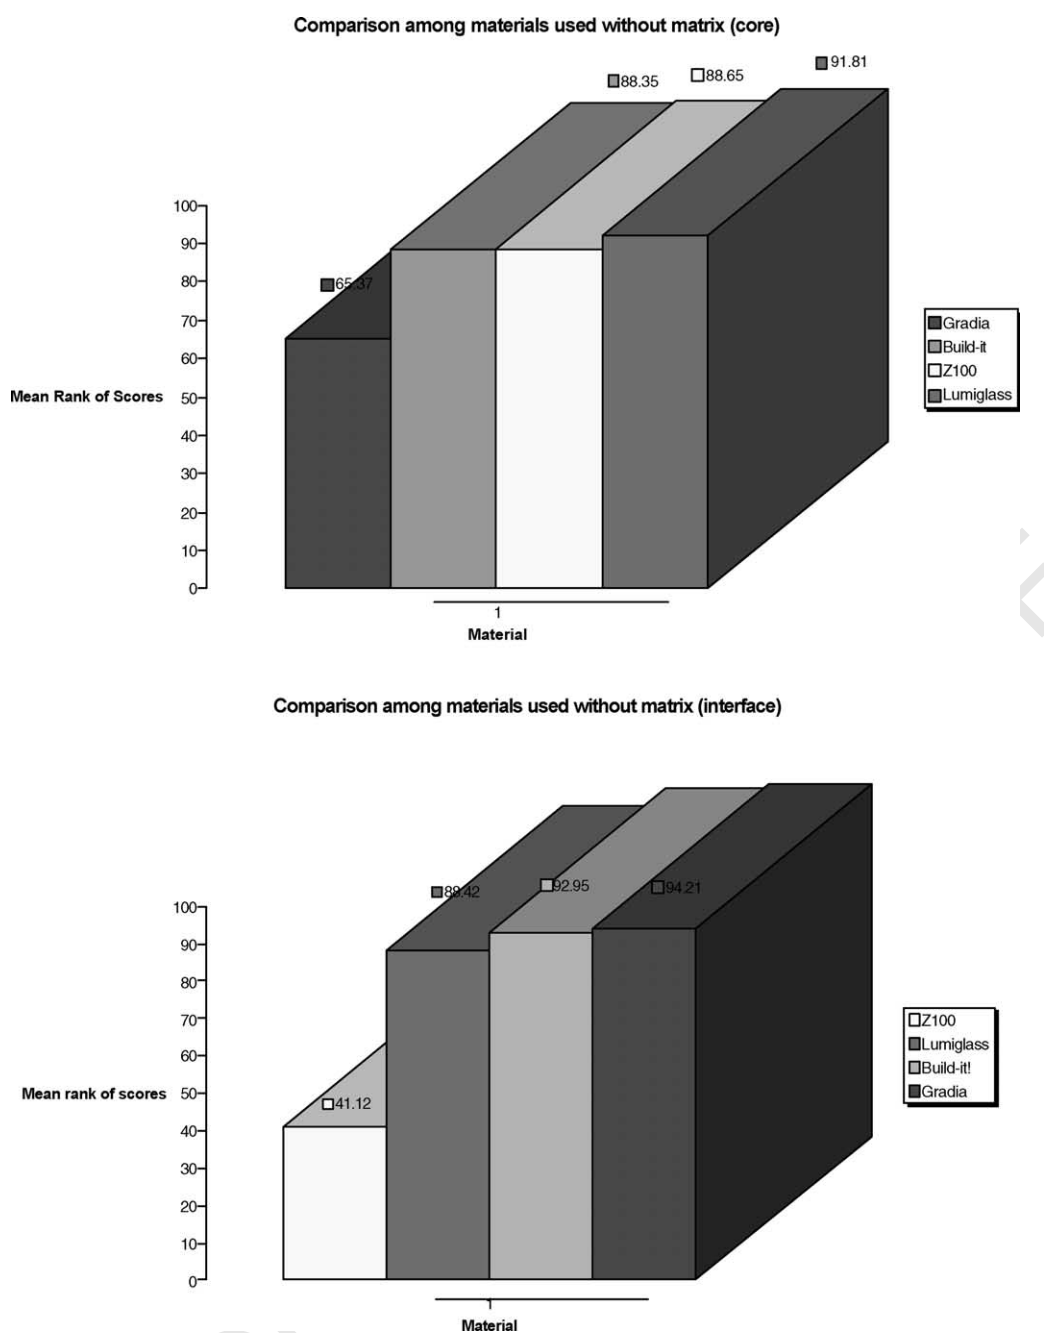 Comparison among materials used without matrix (core)
91.81
88.35
88.65
100
90
80
65.37
70
60
50
Mean Rank of Scores
40
30
20
10
0
Gradia
Build-it
Z100
Lumiglass
1
Material
Comparison among materials used without matrix (interface)
88.42
92.95
94.21
100
90
80
70
60
50
Mean rank of scores
41.12
40
30
20
10
0
Z100
Lumiglass
Build-it!
Gradia
1
Material